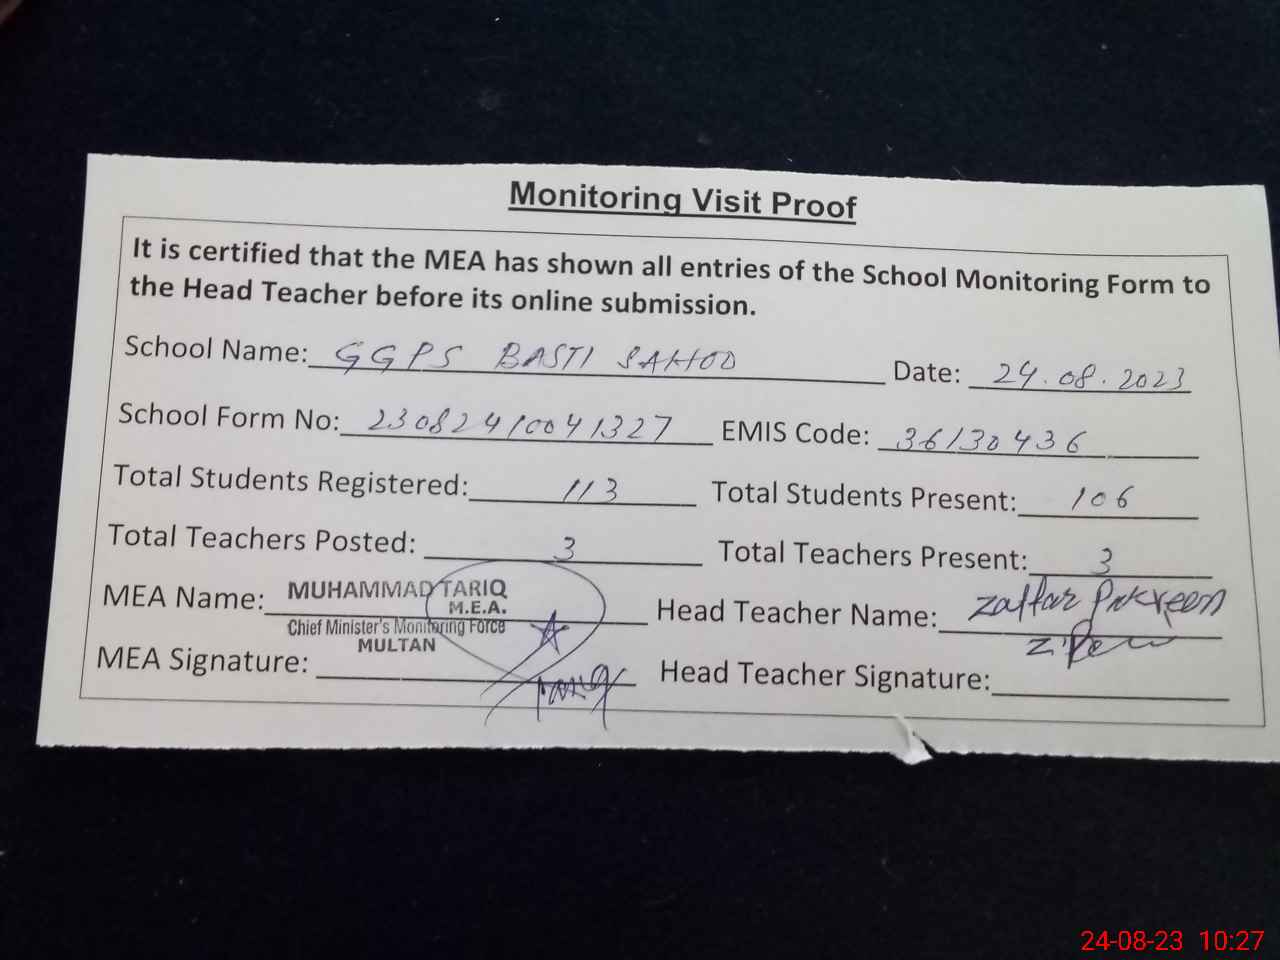 Monitoring Visit Proof
It is certified that the MEA has shown all entries of the School Monitoring Form to
the Head Teacher before its online submission.
School Name: GGPS BASTI SAHOO Date: 24.08.2023
School Form No: 23082410041327 EMIS Code: 36130436
Total Students Registered: 113 Total Students Present: 106
Total Teachers Posted: 3 Total Teachers Present: 3
MEA Name: MUHAMMAD TARIQ Head Teacher Name: Zaffar Parveen
M.E.A.
Chief Minister's Monitoring Force
MULTAN
MEA Signature: Head Teacher Signature:
24-08-23 10:27